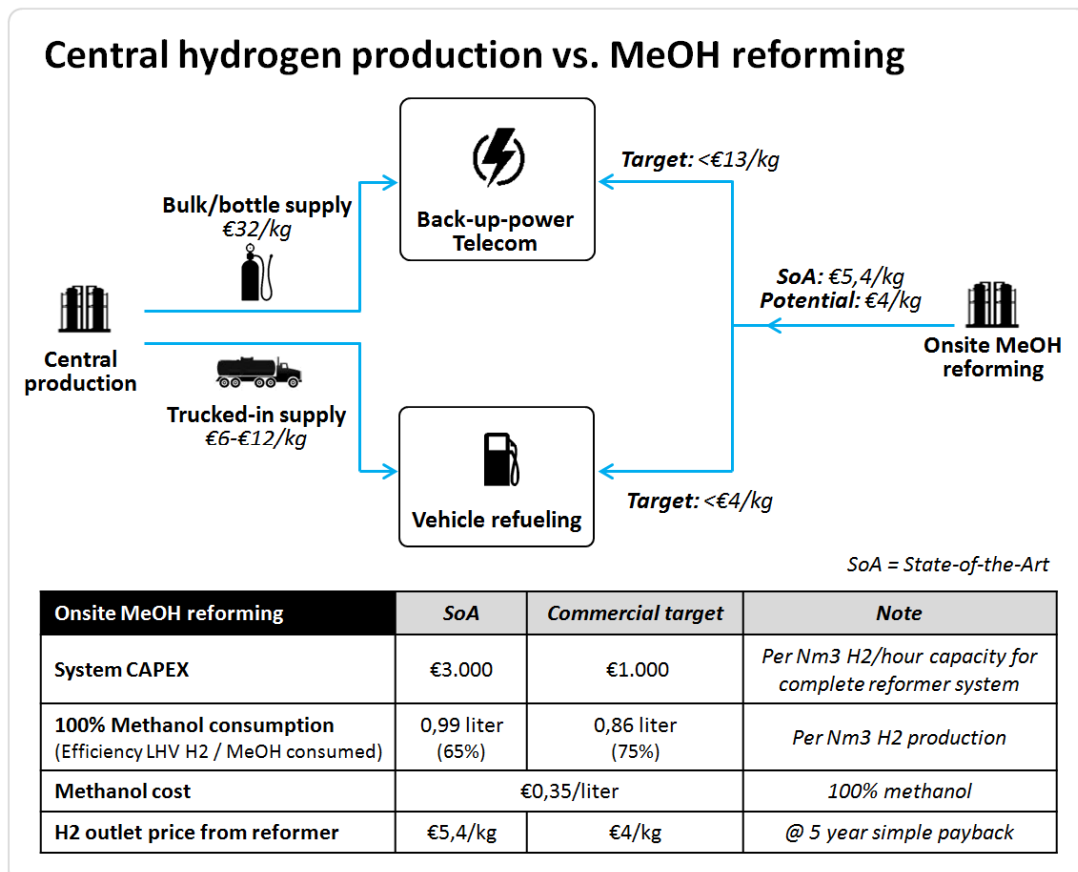 Central hydrogen production vs. MeOH reforming
Target: <€13/kg
Bulk/bottle supply
€32/kg
Back-up-power
Telecom
SoA: €5,4/kg
Potential: €4/kg
Central
production
Onsite MeOH
reforming
Trucked-in supply
€6-€12/kg
Vehicle refueling
Target: <€4/kg
SoA = State-of-the-Art
Onsite MeOH reforming SoA Commercial target Note
System CAPEX €3.000 €1.000 Per Nm3 H2/hour capacity for
complete reformer system
100% Methanol consumption 0,99 liter 0,86 liter Per Nm3 H2 production
(Efficiency LHV H2 / MeOH consumed) (65%) (75%)
Methanol cost €0,35/liter 100% methanol
H2 outlet price from reformer €5,4/kg €4/kg @ 5 year simple payback